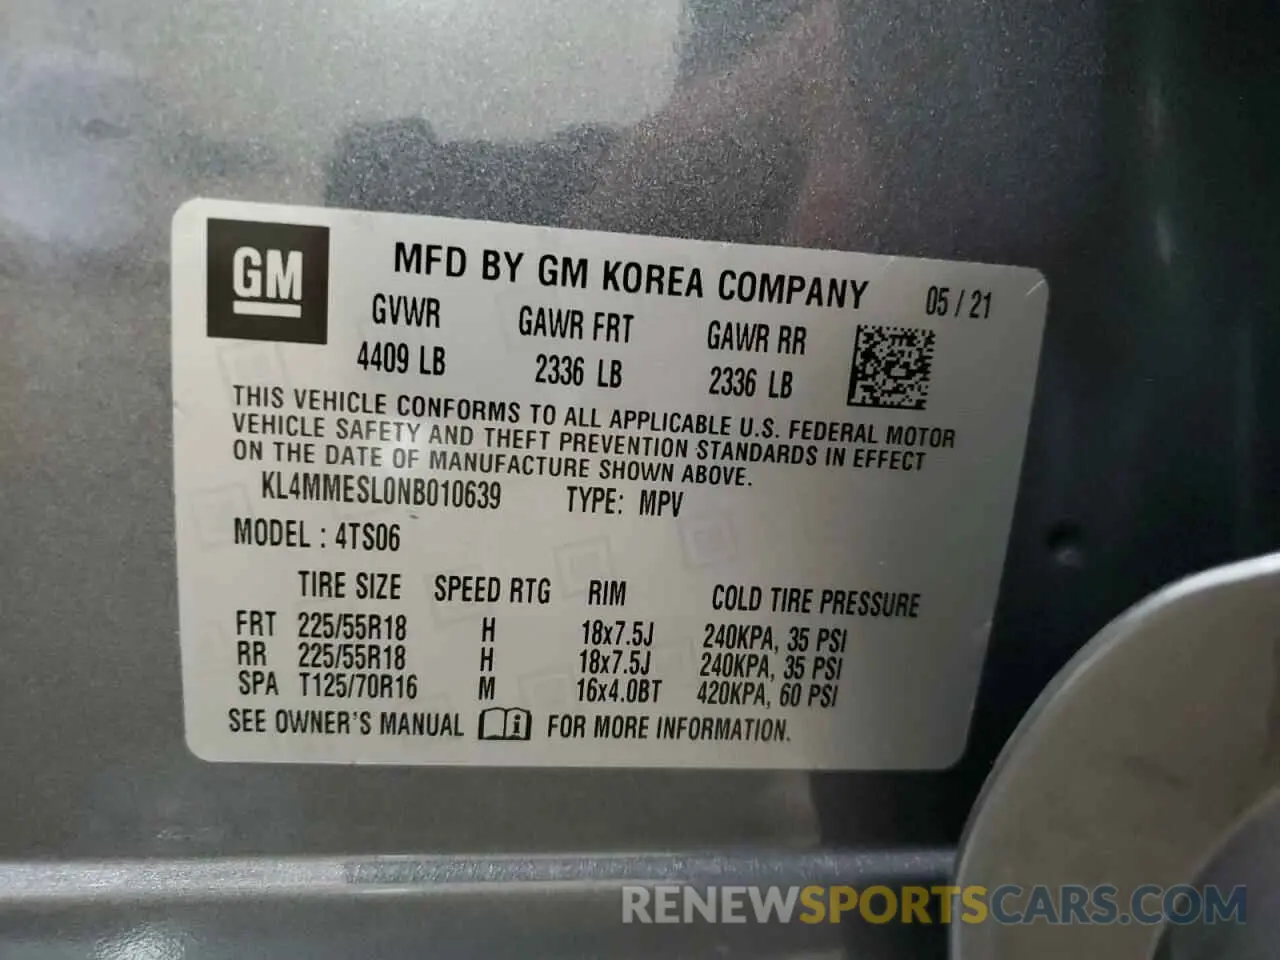 GM
MFD BY GM KOREA COMPANY 05 / 21
GVWR GAWR FRT GAWR RR
4409 LB 2336 LB 2336 LB
THIS VEHICLE CONFORMS TO ALL APPLICABLE U.S. FEDERAL MOTOR
VEHICLE SAFETY AND THEFT PREVENTION STANDARDS IN EFFECT
ON THE DATE OF MANUFACTURE SHOWN ABOVE.
KL4MMESL0NB010639 TYPE: MPV
MODEL : 4TS06
TIRE SIZE SPEED RTG RIM COLD TIRE PRESSURE
FRT 225/55R18 H 18x7.5J 240KPA, 35 PSI
RR 225/55R18 H 18x7.5J 240KPA, 35 PSI
SPA T125/70R16 M 16x4.0BT 420KPA, 60 PSI
SEE OWNER'S MANUAL i FOR MORE INFORMATION.
RENEWSPORTSCARS.COM